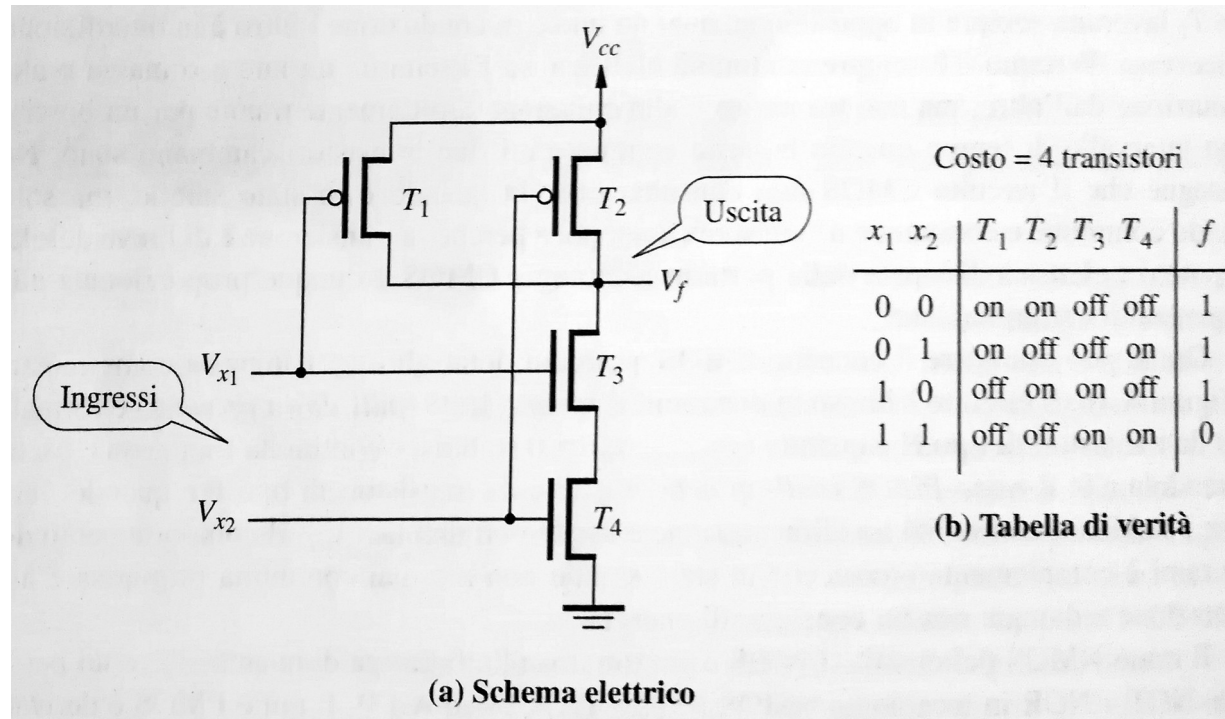 V_cc
Costo = 4 transistori
T_1
T_2
Uscita
x_1 x_2 T_1 T_2 T_3 T_4 f
V_f
0 0 on on off off 1
0 1 on off off on 1
V_x1
T_3
1 0 off on on off 1
Ingressi
1 1 off off on on 0
V_x2
T_4
(b) Tabella di verità
(a) Schema elettrico